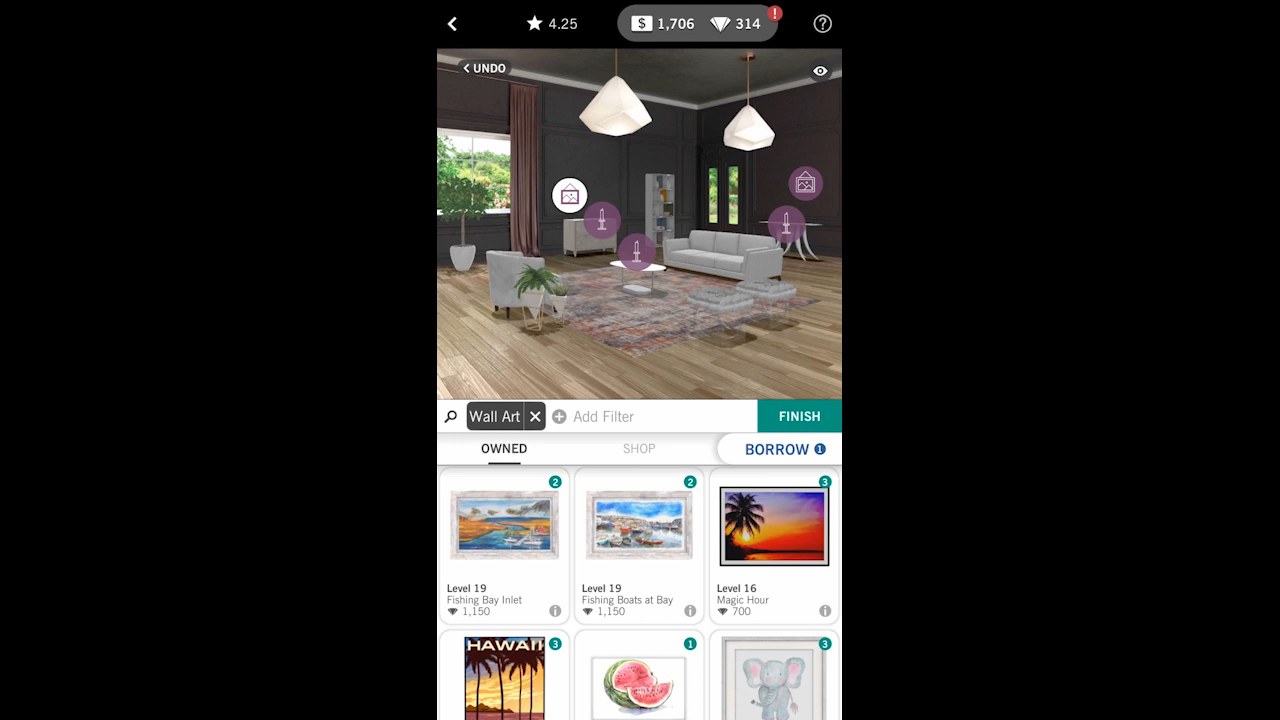 4.25
$ 1,706
314 !
?
< UNDO
Wall Art
Add Filter
FINISH
OWNED
SHOP
BORROW 1
2
2
3
Level 19
Fishing Bay Inlet
1,150
Level 19
Fishing Boats at Bay
1,150
Level 16
Magic Hour
700
HAWAII
3
1
3